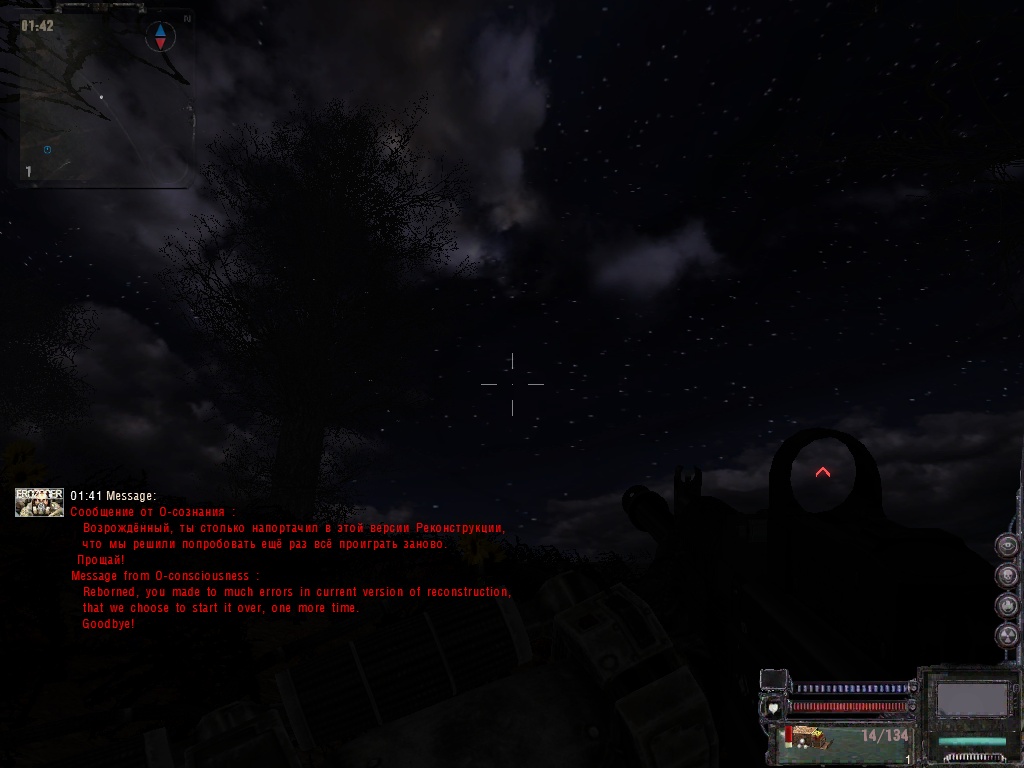 01:42
N
1
EROZOGER
01:41 Message:
Сообщение от О-сознания :
Возрождённый, ты столько напортачил в этой версии Реконструкции,
что мы решили попробовать ещё раз всё проиграть заново.
Прощай!
Message from O-consciousness :
Reborned, you made to much errors in current version of reconstruction,
that we choose to start it over, one more time.
Goodbye!
14/134
1